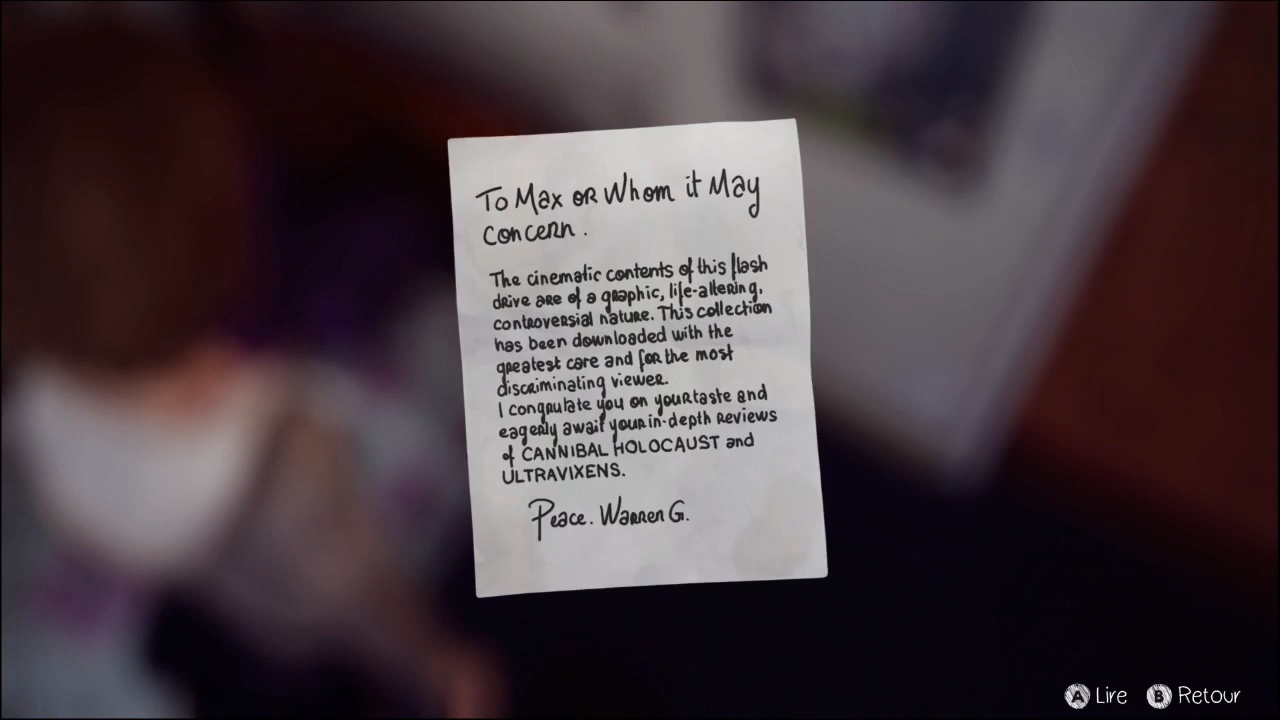 To Max or Whom it May
Concern.
The cinematic contents of this flash
drive are of a graphic, life-altering,
controversial nature. This collection
has been downloaded with the
greatest care and for the most
discriminating viewer.
I congrulate you on your taste and
eagerly await your in-depth reviews
of CANNIBAL HOLOCAUST and
ULTRAVIXENS.
Peace. Warren G.
A Lire B Retour